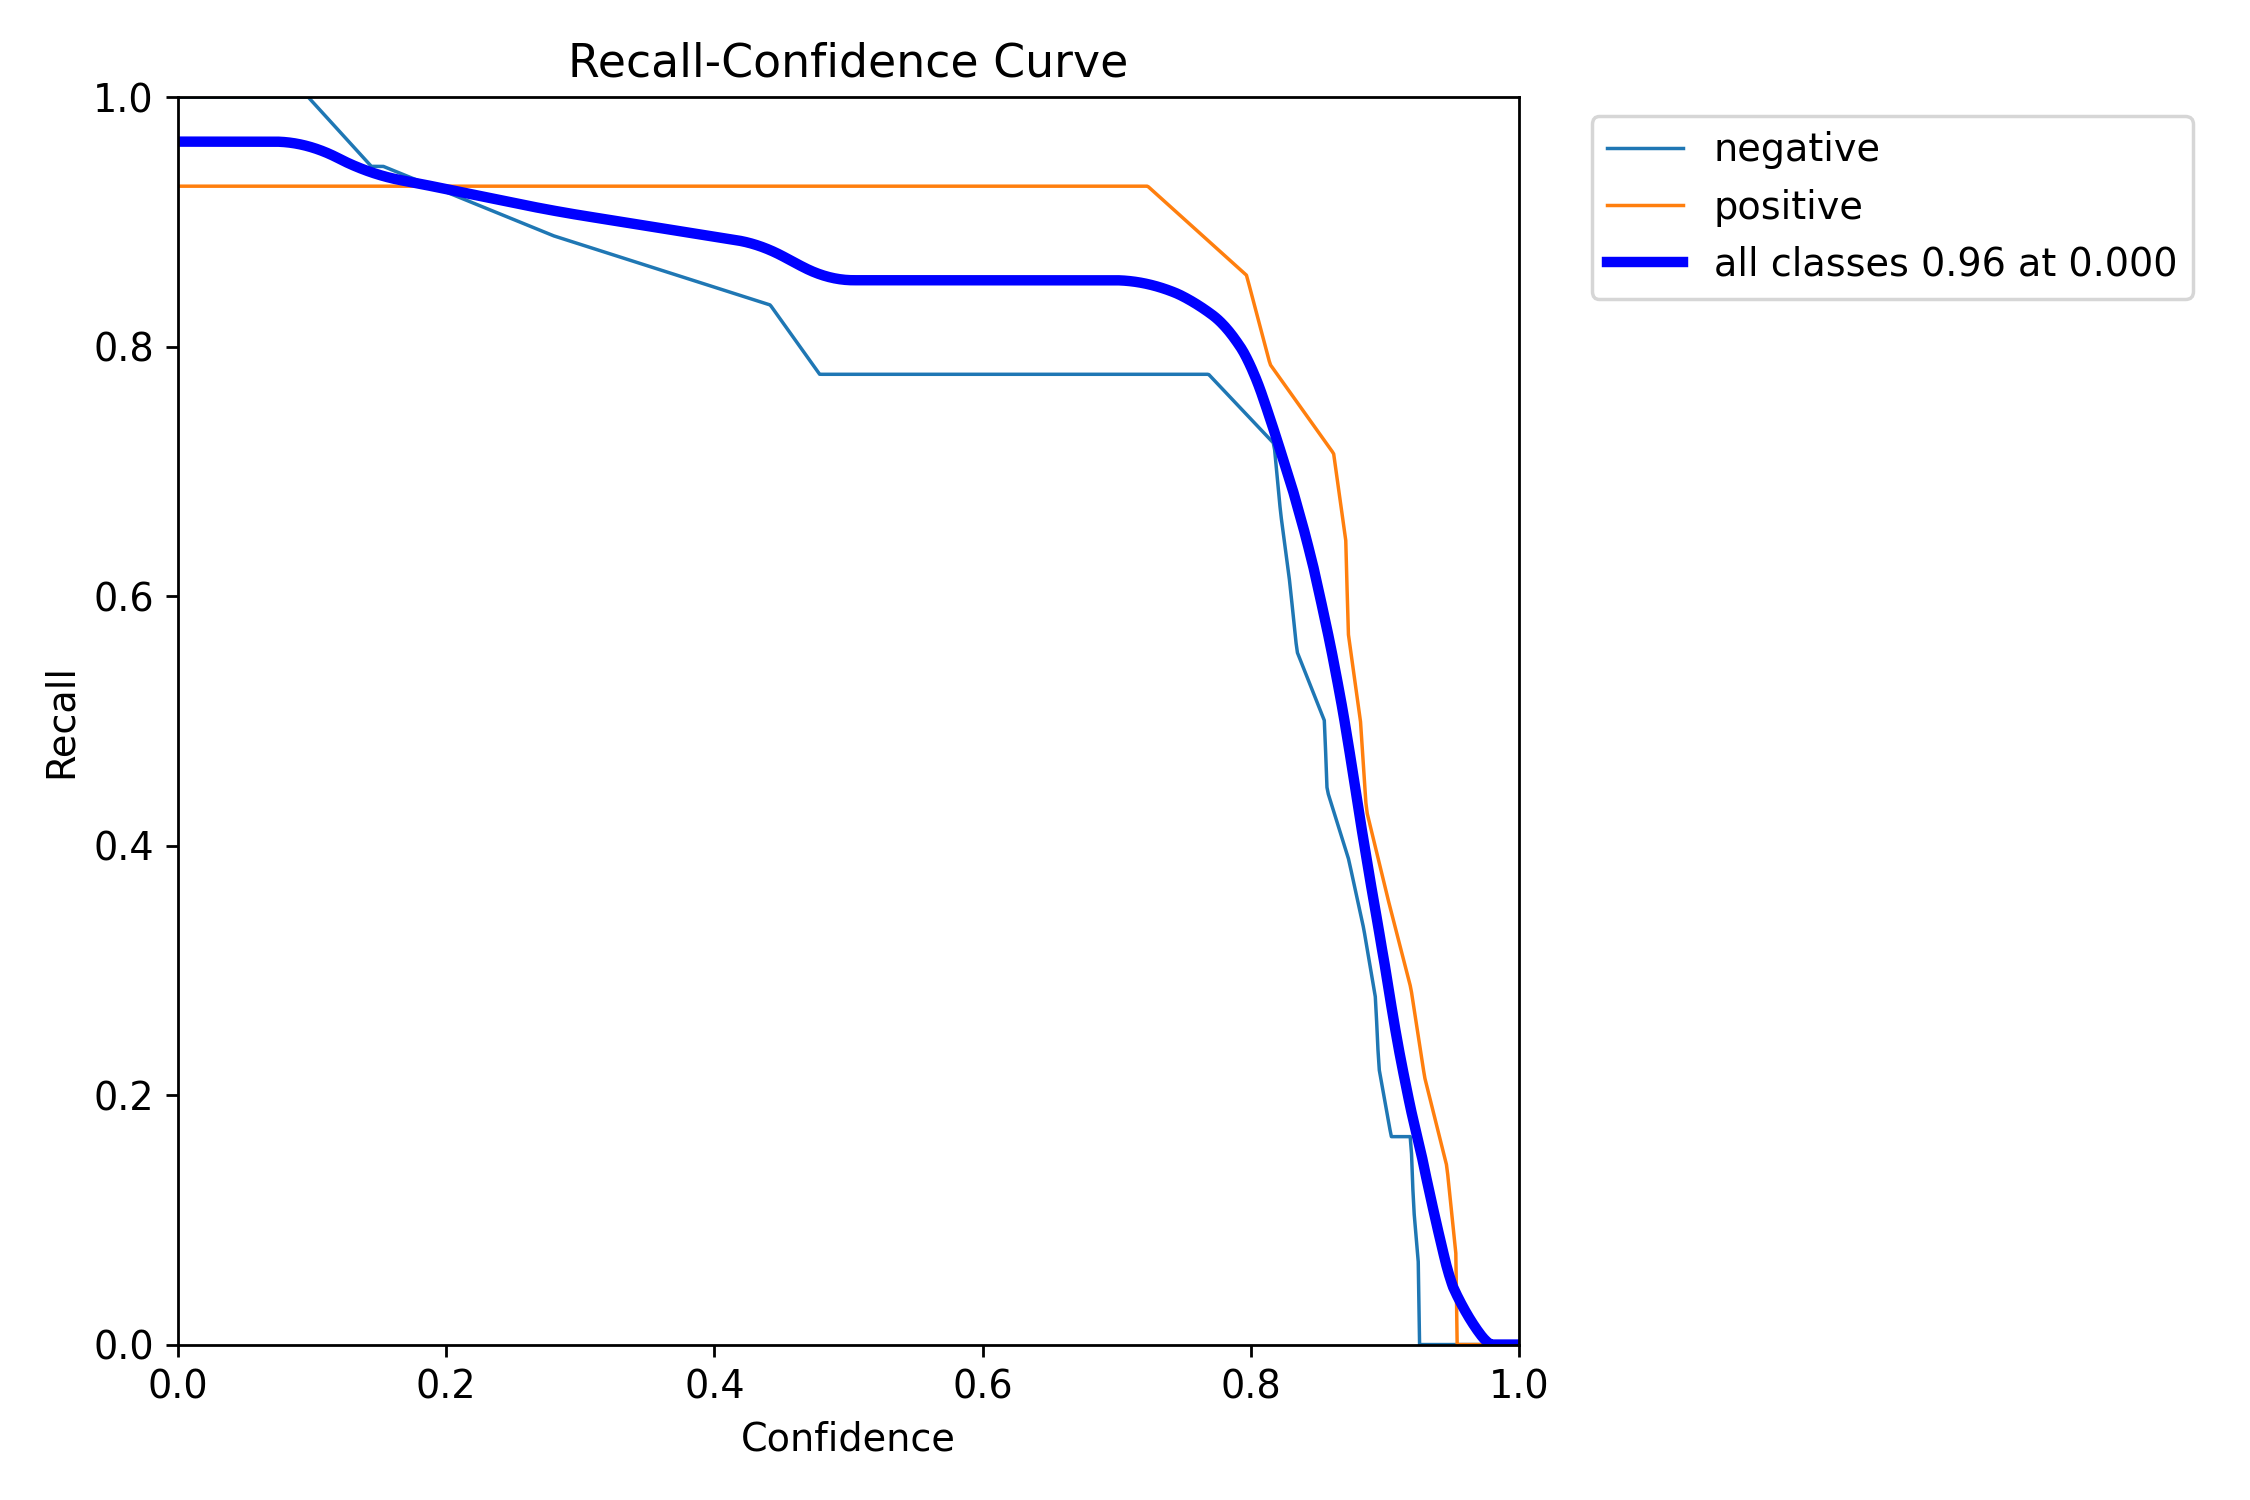 Recall-Confidence Curve
1.0
0.8
0.6
0.4
0.2
0.0
Recall
0.0 0.2 0.4 0.6 0.8 1.0
Confidence
negative
positive
all classes 0.96 at 0.000